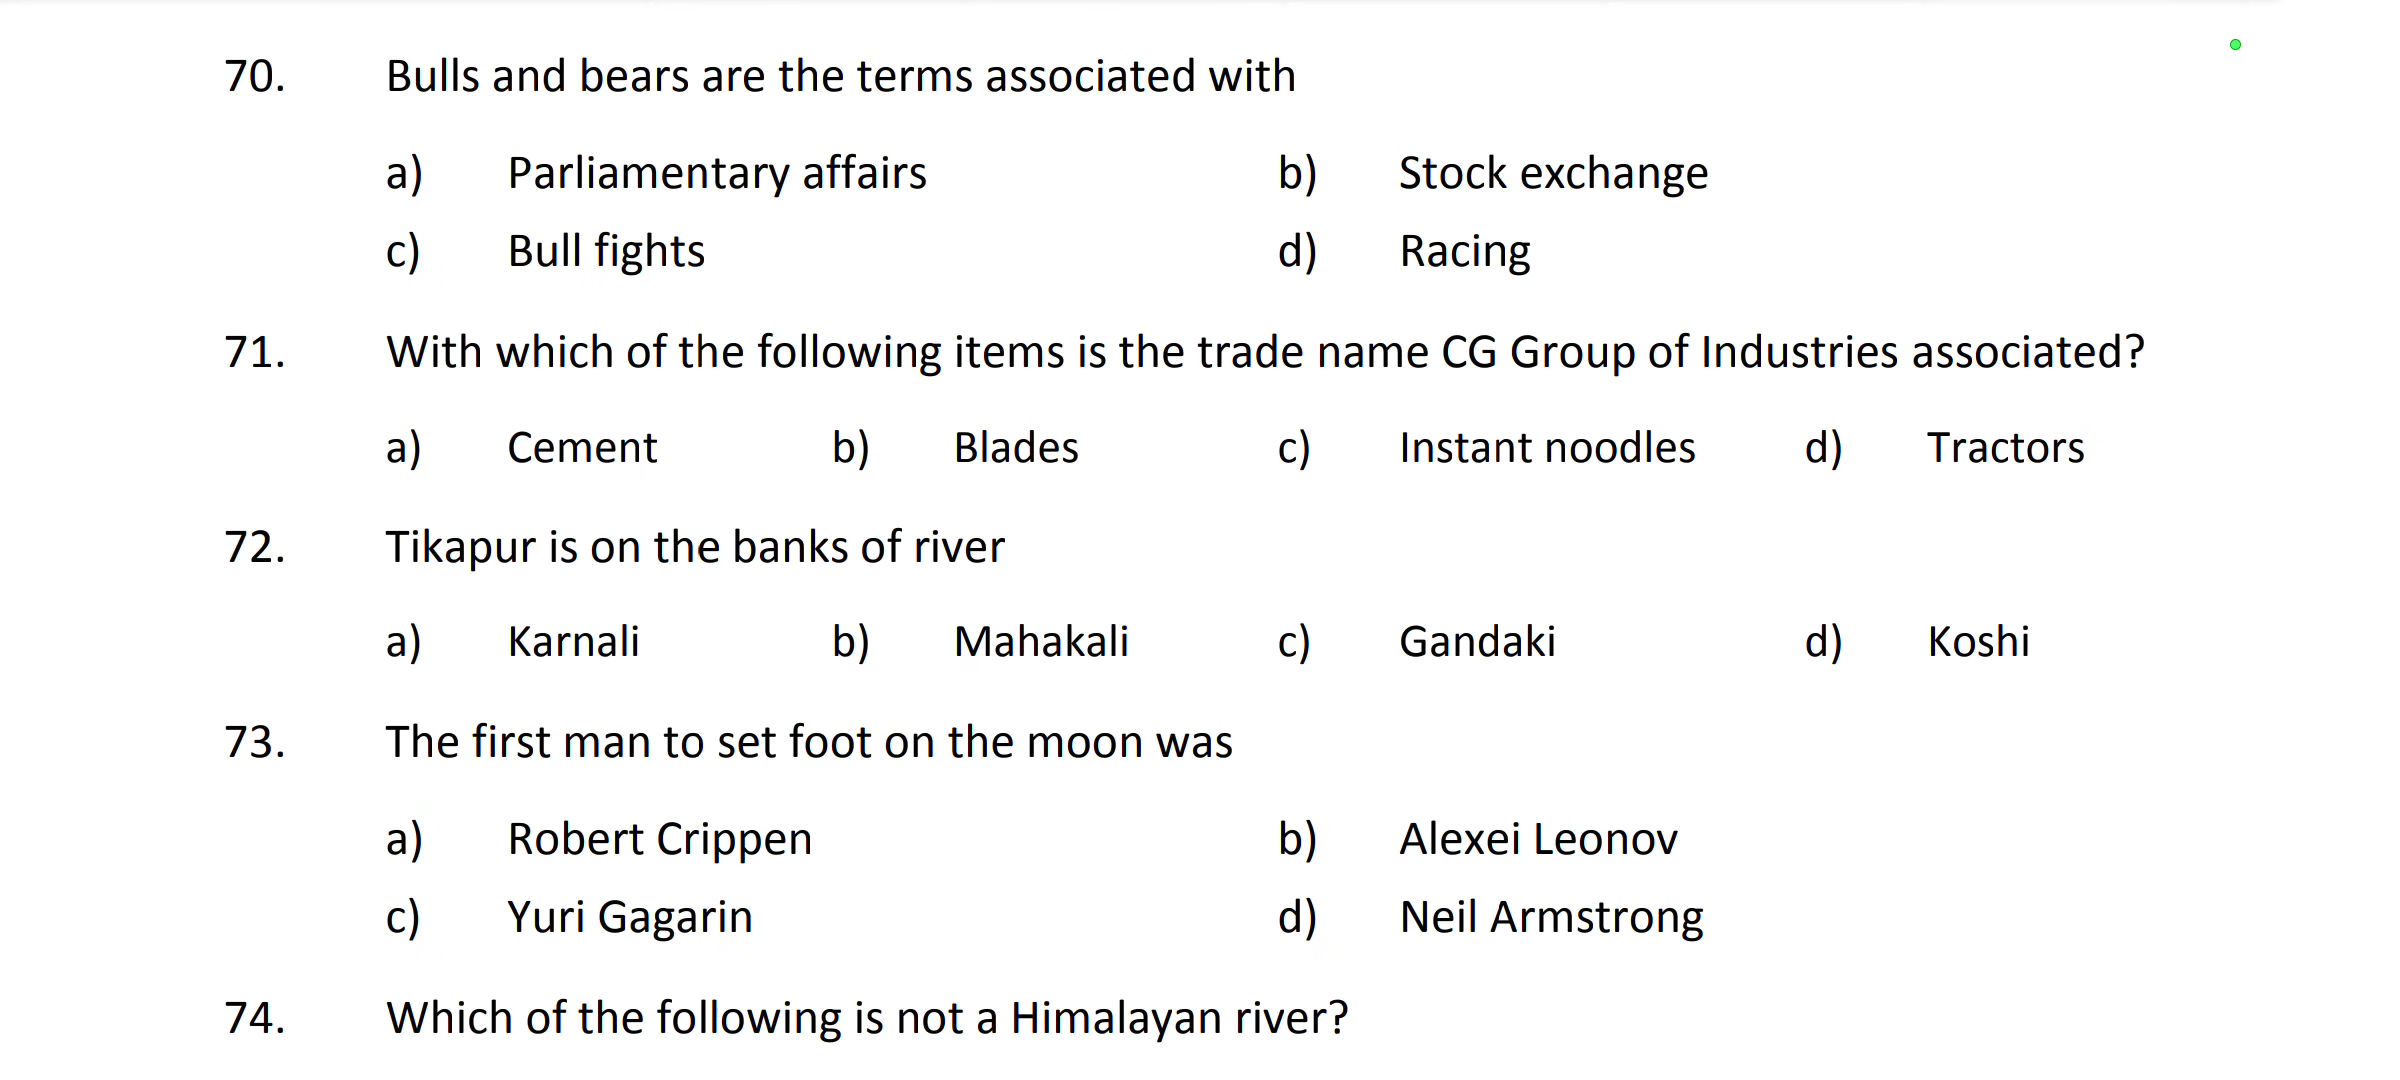 70. Bulls and bears are the terms associated with
a) Parliamentary affairs b) Stock exchange
c) Bull fights d) Racing
71. With which of the following items is the trade name CG Group of Industries associated?
a) Cement b) Blades c) Instant noodles d) Tractors
72. Tikapur is on the banks of river
a) Karnali b) Mahakali c) Gandaki d) Koshi
73. The first man to set foot on the moon was
a) Robert Crippen b) Alexei Leonov
c) Yuri Gagarin d) Neil Armstrong
74. Which of the following is not a Himalayan river?